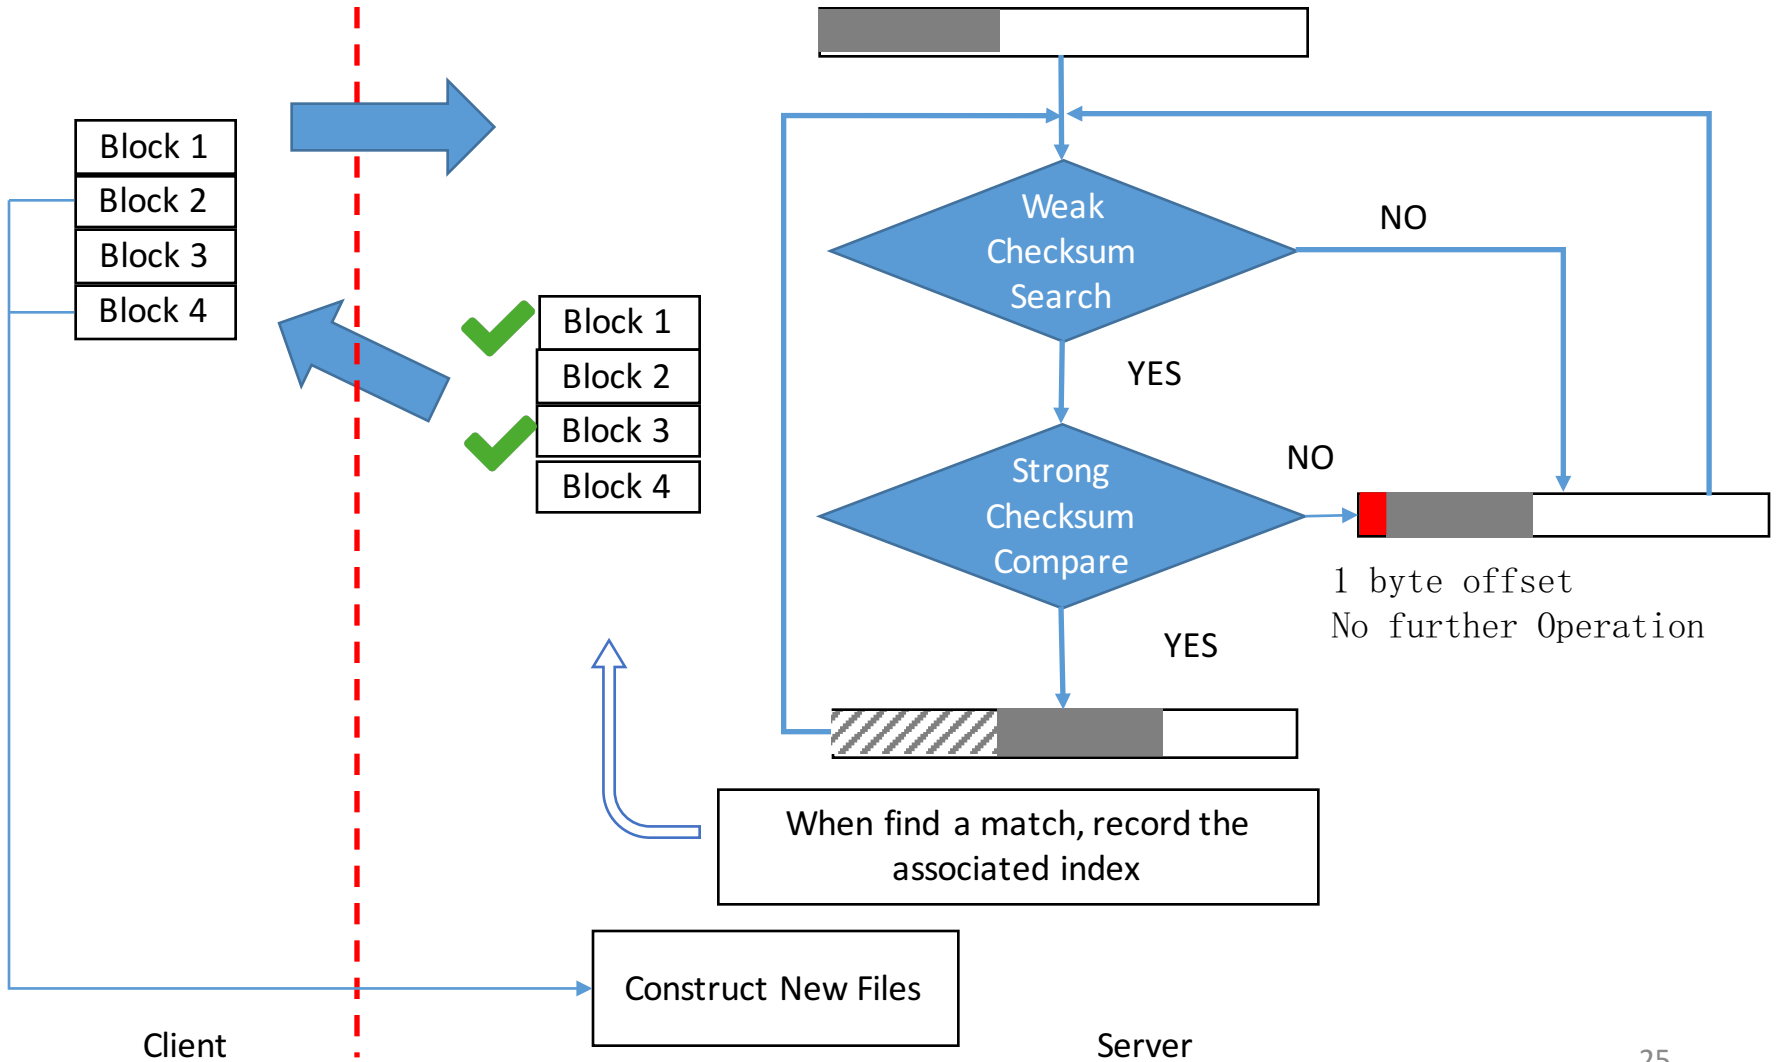 Block 1
Block 2
Block 3
Block 4
Block 1
Block 2
Block 3
Block 4
Weak
Checksum
Search
NO
YES
Strong
Checksum
Compare
NO
1 byte offset
No further Operation
YES
When find a match, record the
associated index
Construct New Files
Client
Server
25